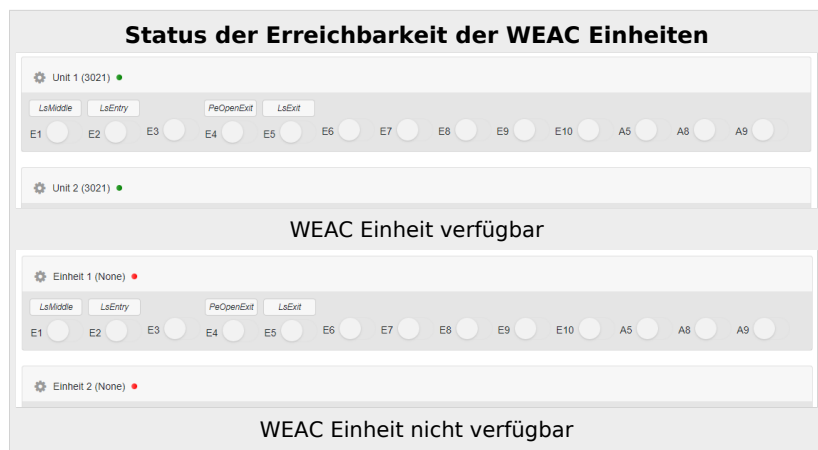 Status der Erreichbarkeit der WEAC Einheiten
Unit 1 (3021)
LsMiddle LsEntry PeOpenExit LsExit
E1 E2 E3 E4 E5 E6 E7 E8 E9 E10 A5 A8 A9
Unit 2 (3021)
WEAC Einheit verfügbar
Einheit 1 (None)
LsMiddle LsEntry PeOpenExit LsExit
E1 E2 E3 E4 E5 E6 E7 E8 E9 E10 A5 A8 A9
Einheit 2 (None)
WEAC Einheit nicht verfügbar